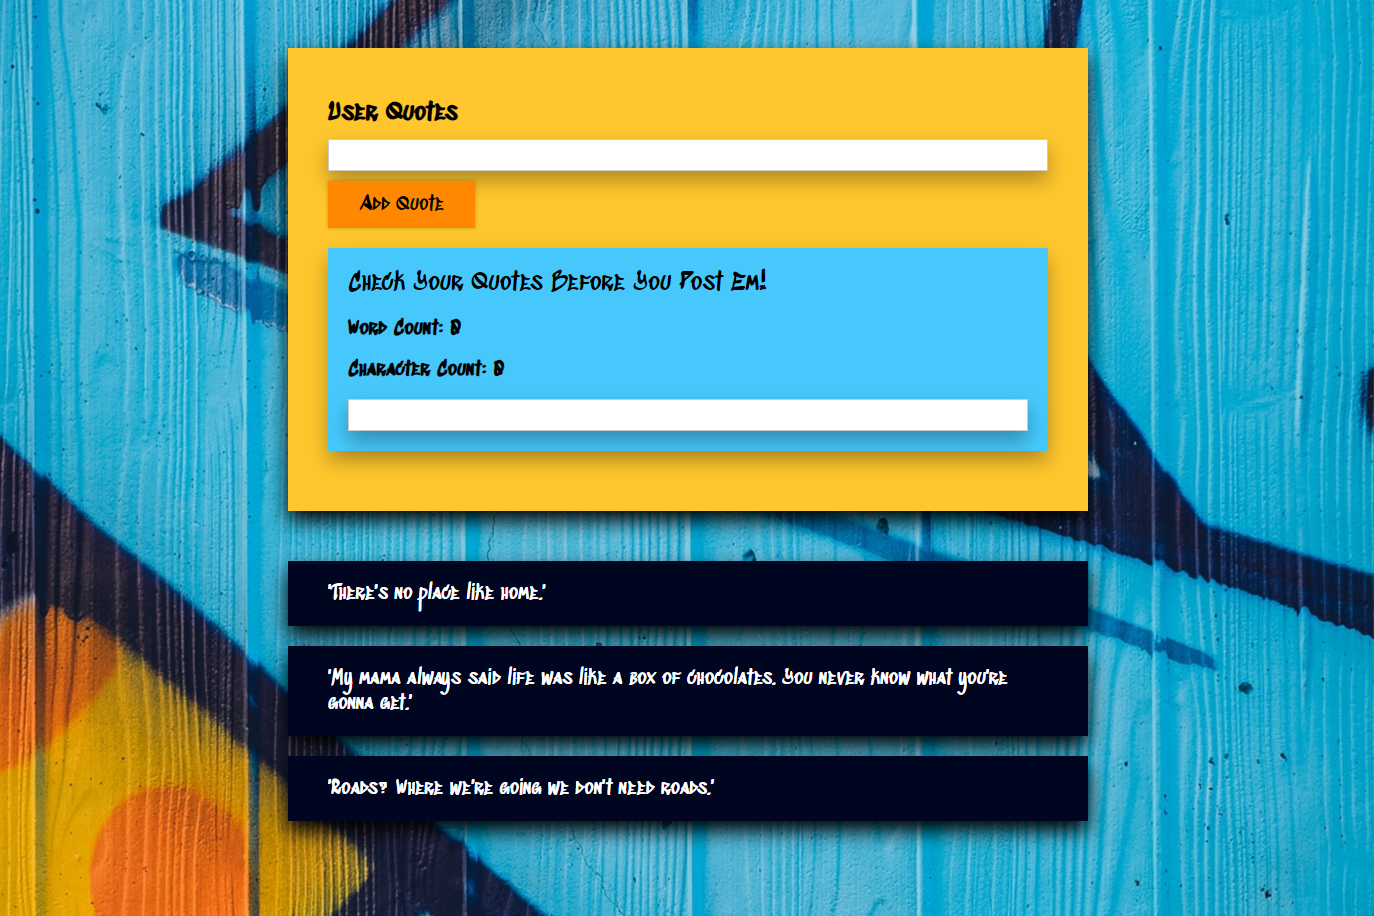 User Quotes
Add Quote
Check Your Quotes Before You Post Em!
Word Count: 0
Character Count: 0
'There's no place like home.'
'My mama always said life was like a box of chocolates. You never know what you're
gonna get.'
'Roads? Where we're going we don't need roads.'